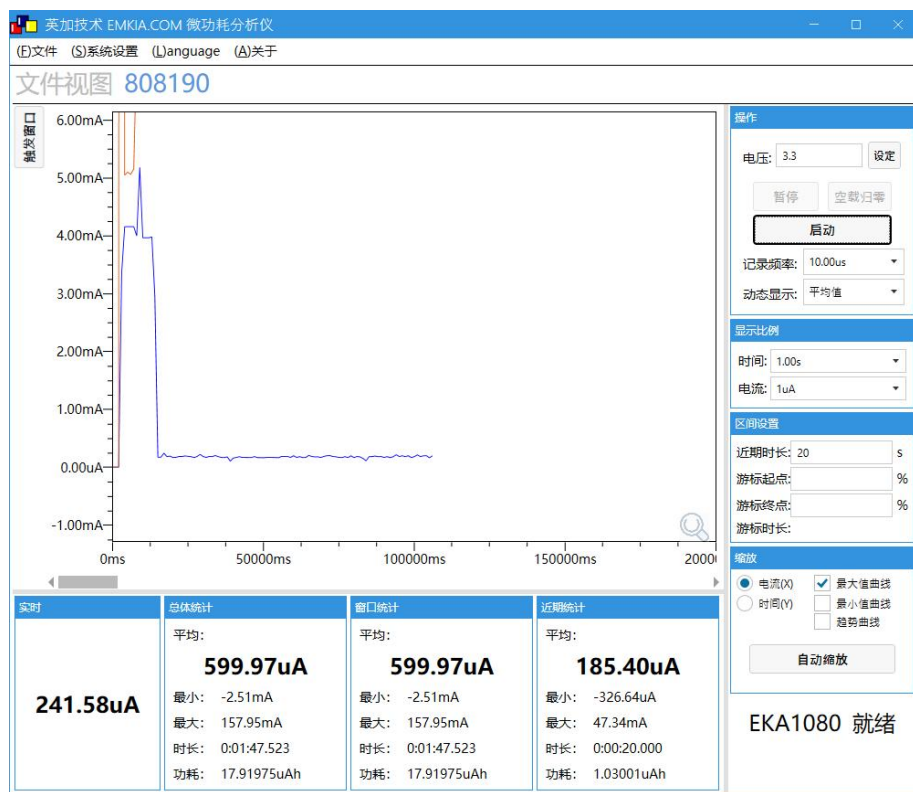 英加技术 EMKIA.COM 微功耗分析仪
(F)文件 (S)系统设置 (L)anguage (A)关于
文件视图 808190
触发窗口
6.00mA
5.00mA
4.00mA
3.00mA
2.00mA
1.00mA
0.00uA
-1.00mA
0ms 50000ms 100000ms 150000ms 2000
操作
电压: 3.3 设定
暂停 空载归零
启动
记录频率: 10.00us
动态显示: 平均值
显示比例
时间: 1.00s
电流: 1uA
区间设置
近期时长: 20 s
游标起点: %
游标终点: %
游标时长:
缩放
电流(X) 最大值曲线
时间(Y) 最小值曲线
趋势曲线
自动缩放
EKA1080 就绪
实时
241.58uA
总体统计
平均:
599.97uA
最小: -2.51mA
最大: 157.95mA
时长: 0:01:47.523
功耗: 17.91975uAh
窗口统计
平均:
599.97uA
最小: -2.51mA
最大: 157.95mA
时长: 0:01:47.523
功耗: 17.91975uAh
近期统计
平均:
185.40uA
最小: -326.64uA
最大: 47.34mA
时长: 0:00:20.000
功耗: 1.03001uAh